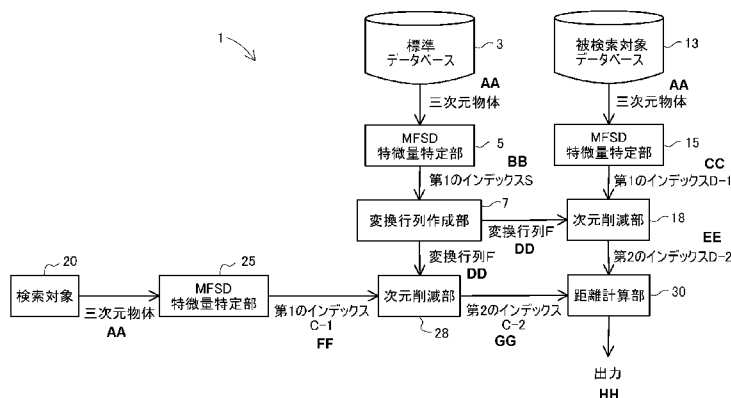 1
標準
データベース
3
被検索対象
データベース
13
AA
三次元物体
AA
三次元物体
MFSD
特徴量特定部
5
MFSD
特徴量特定部
15
BB
第1のインデックスS
CC
第1のインデックスD-1
7
変換行列作成部
変換行列F
DD
次元削減部
18
変換行列F
DD
EE
第2のインデックスD-2
20
検索対象
三次元物体
AA
25
MFSD
特徴量特定部
第1のインデックス
C-1
FF
次元削減部
28
第2のインデックス
C-2
GG
距離計算部
30
出力
HH